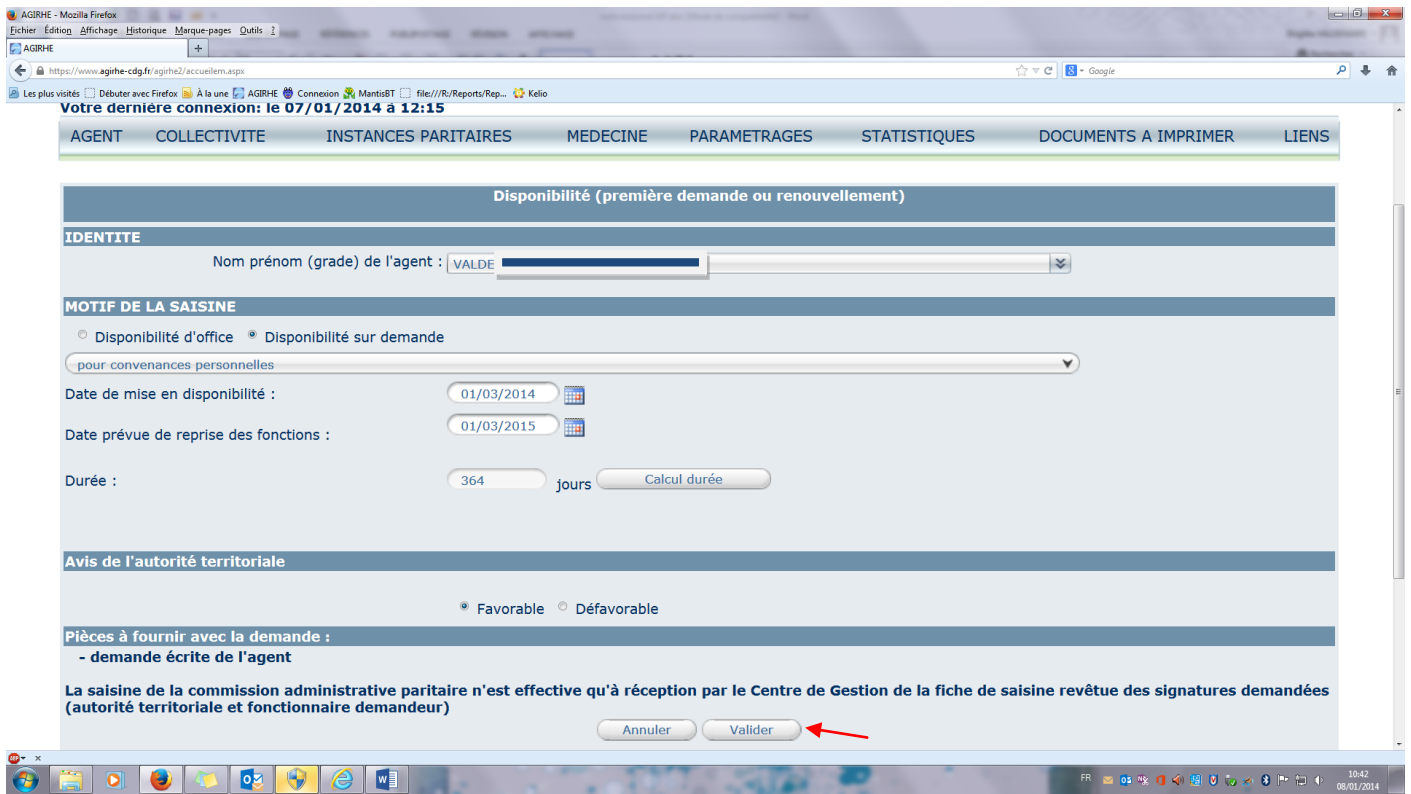 AGIRHE - Mozilla Firefox
Fichier Édition Affichage Historique Marque-pages Outils ?
AGIRHE +
https://www.agirhe-cdg.fr/agirhe2/accueilem.aspx Google
Les plus visités Débuter avec Firefox À la une AGIRHE Connexion MantisBT file:///R:/Reports/Rep... Kelio
Votre dernière connexion: le 07/01/2014 à 12:15
AGENT COLLECTIVITE INSTANCES PARITAIRES MEDECINE PARAMETRAGES STATISTIQUES DOCUMENTS A IMPRIMER LIENS
Disponibilité (première demande ou renouvellement)
IDENTITE
Nom prénom (grade) de l'agent : VALDE
MOTIF DE LA SAISINE
Disponibilité d'office Disponibilité sur demande
pour convenances personnelles
Date de mise en disponibilité : 01/03/2014
Date prévue de reprise des fonctions : 01/03/2015
Durée : 364 jours Calcul durée
Avis de l'autorité territoriale
Favorable Défavorable
Pièces à fournir avec la demande :
- demande écrite de l'agent
La saisine de la commission administrative paritaire n'est effective qu'à réception par le Centre de Gestion de la fiche de saisine revêtue des signatures demandées
(autorité territoriale et fonctionnaire demandeur)
Annuler Valider
FR 10:42
08/01/2014